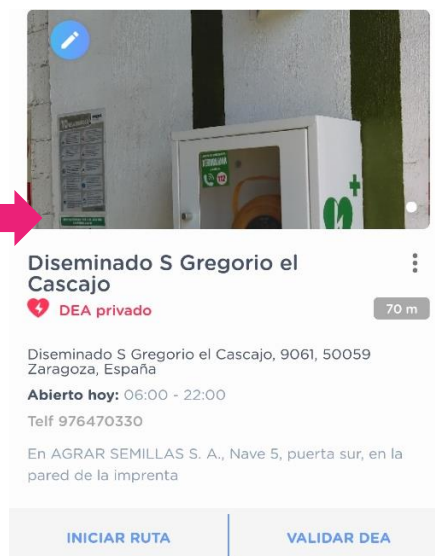 112
Diseminado S Gregorio el
Cascajo
DEA privado
70 m
Diseminado S Gregorio el Cascajo, 9061, 50059
Zaragoza, España
Abierto hoy: 06:00 - 22:00
Telf 976470330
En AGRAR SEMILLAS S. A., Nave 5, puerta sur, en la
pared de la imprenta
INICIAR RUTA
VALIDAR DEA